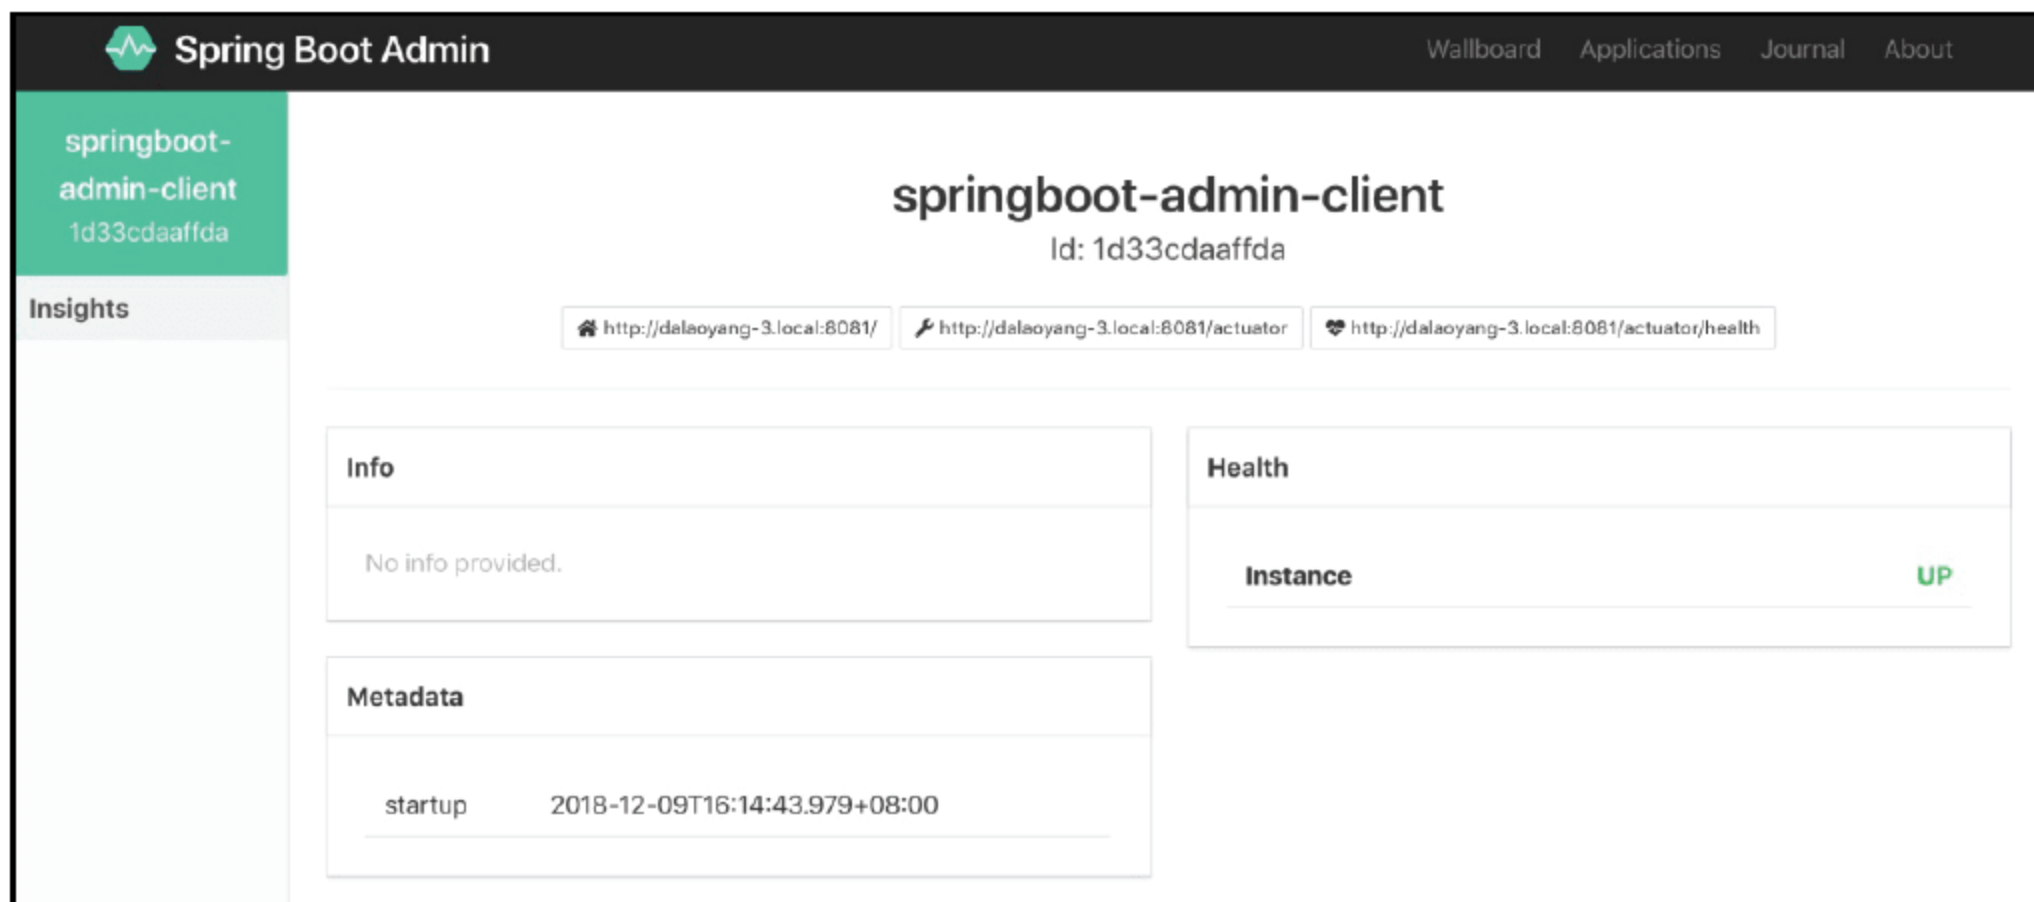 Spring Boot Admin
Wallboard Applications Journal About
springboot-
admin-client
1d33cdaaffda
Insights
springboot-admin-client
Id: 1d33cdaaffda
http://dalaoyang-3.local:8081/ http://dalaoyang-3.local:8081/actuator http://dalaoyang-3.local:8081/actuator/health
Info
No info provided.
Health
Instance UP
Metadata
startup 2018-12-09T16:14:43.979+08:00